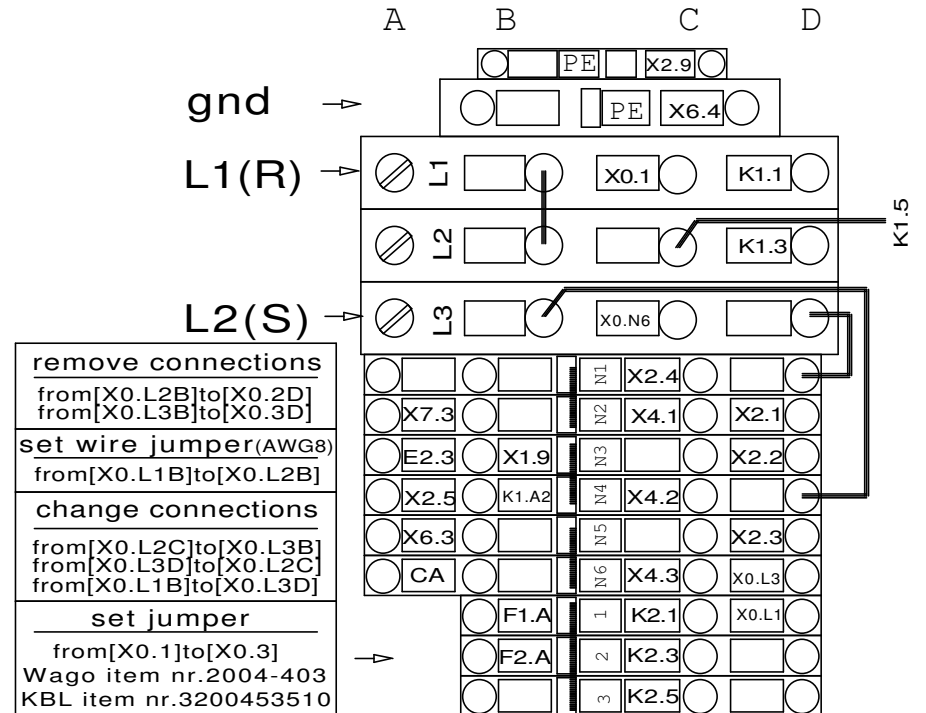 A B C D
PE X2.9
gnd PE X6.4
L1(R) L1 X0.1 K1.1
L2 K1.3 K1.5
L2(S) L3 X0.N6
N1 X2.4
X7.3 N2 X4.1 X2.1
E2.3 X1.9 N3 X2.2
X2.5 K1.A2 N4 X4.2
X6.3 N5 X2.3
CA N6 X4.3 X0.L3
F1.A 1 K2.1 X0.L1
F2.A 2 K2.3
3 K2.5
remove connections
from[X0.L2B]to[X0.2D]
from[X0.L3B]to[X0.3D]
set wire jumper(AWG8)
from[X0.L1B]to[X0.L2B]
change connections
from[X0.L2C]to[X0.L3B]
from[X0.L3D]to[X0.L2C]
from[X0.L1B]to[X0.L3D]
set jumper
from[X0.1]to[X0.3]
Wago item nr.2004-403
KBL item nr.3200453510